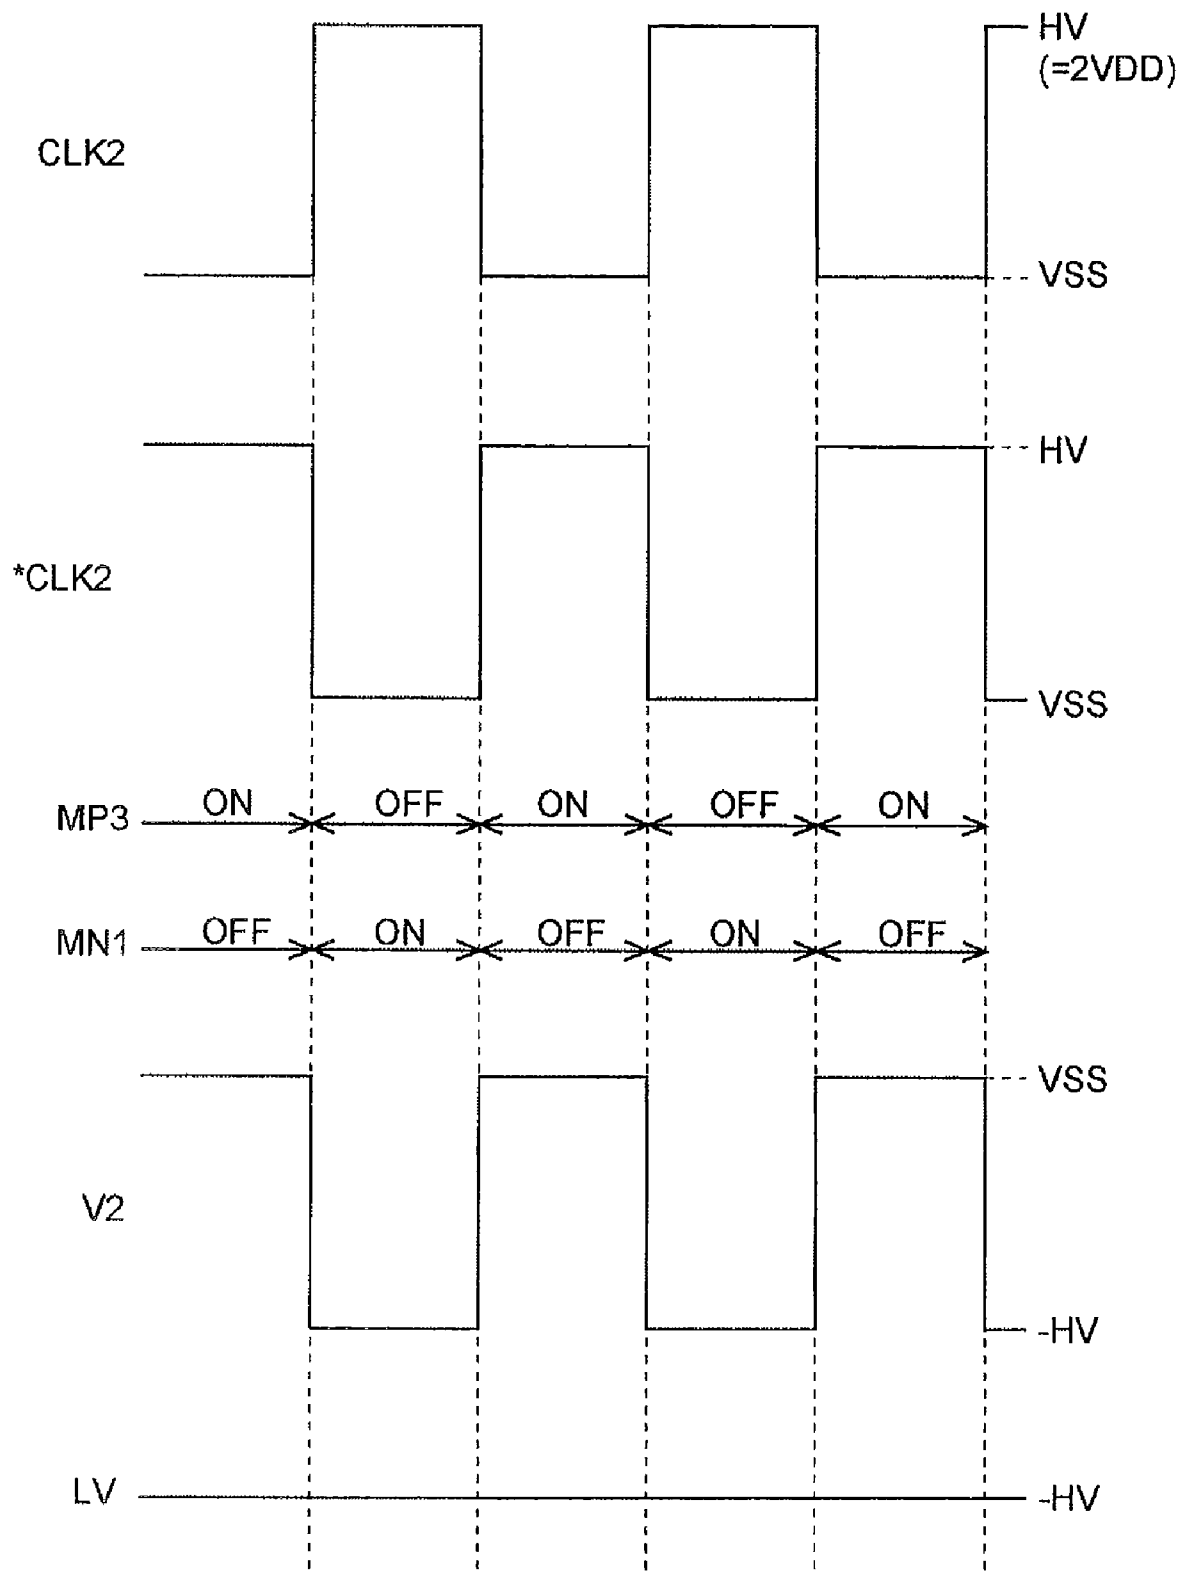 HV
(=2VDD)
CLK2
VSS
HV
*CLK2
VSS
MP3 ON OFF ON OFF ON
MN1 OFF ON OFF ON OFF
VSS
V2
-HV
LV -HV